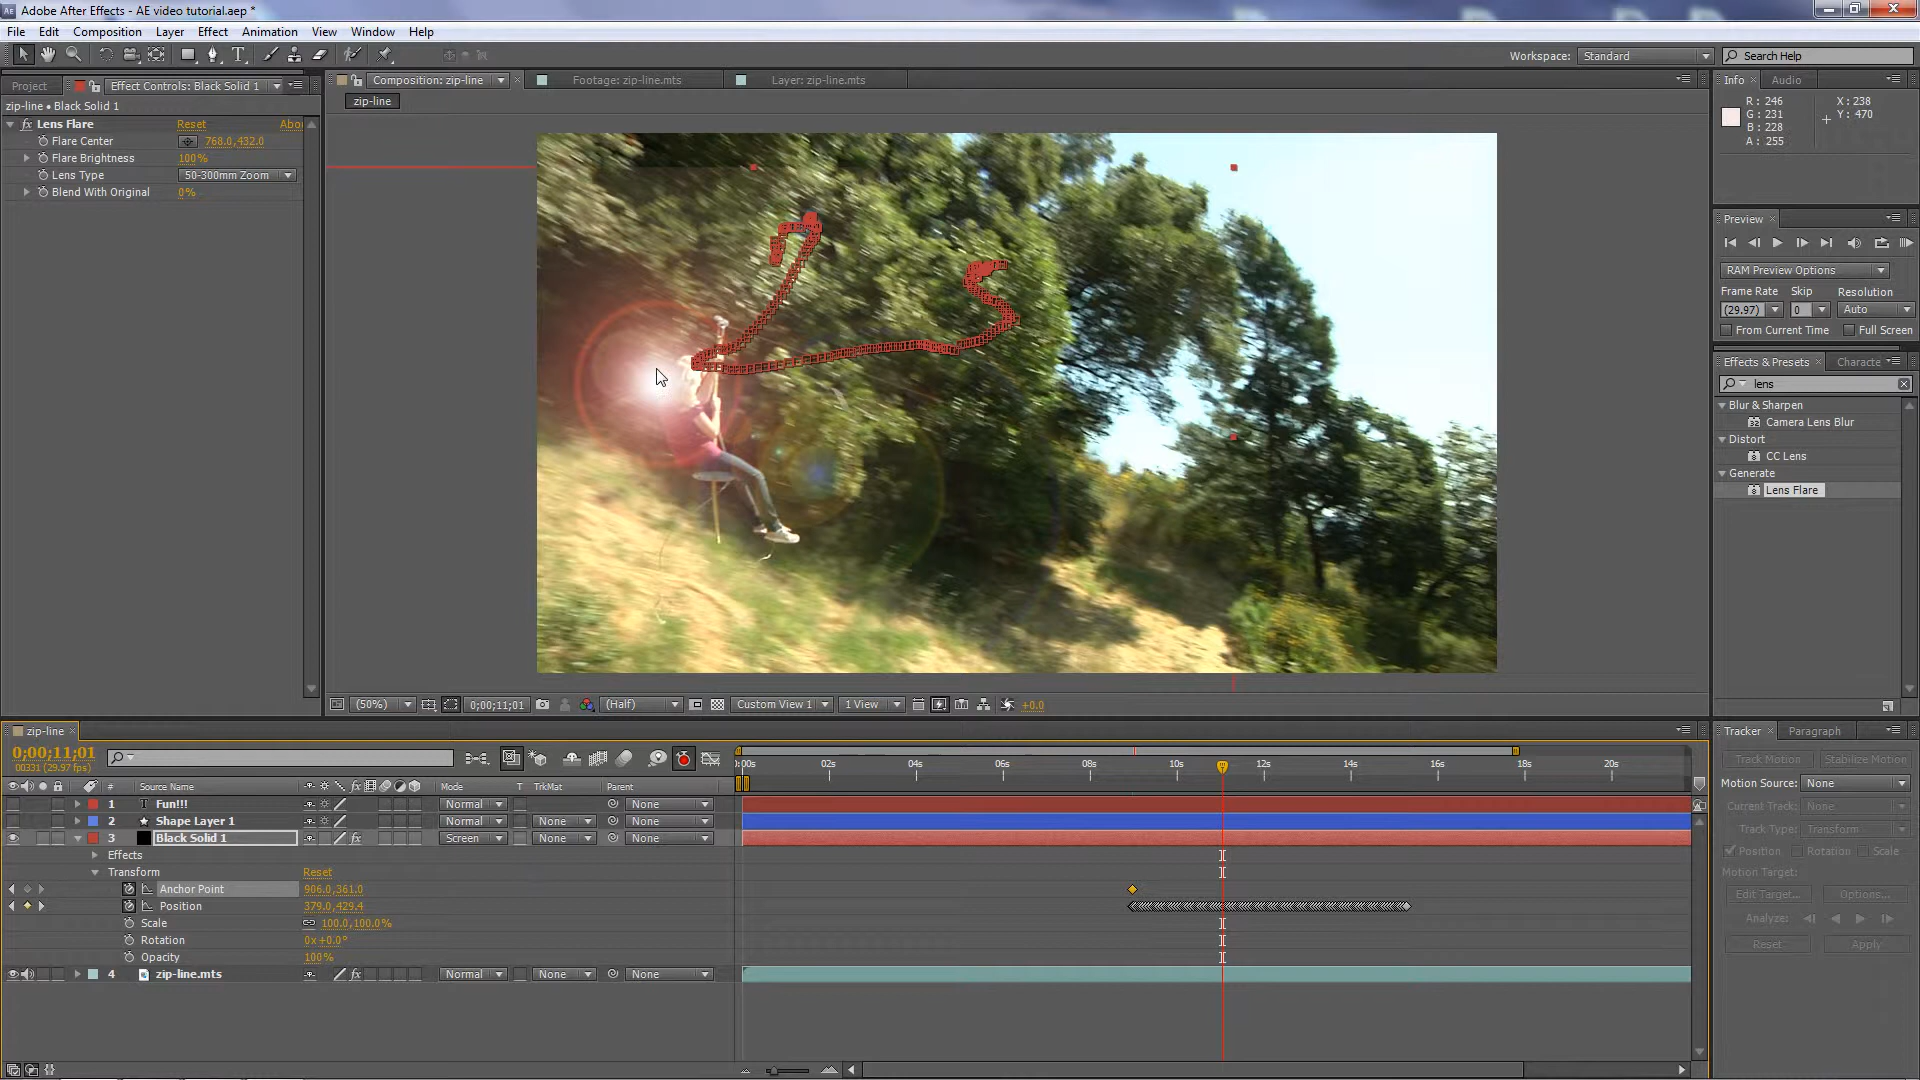 Adobe After Effects - AE video tutorial.aep *
File Edit Composition Layer Effect Animation View Window Help
Workspace: Standard Search Help
Project Effect Controls: Black Solid 1
zip-line • Black Solid 1
fx Lens Flare Reset Abo
Flare Center 768.0,432.0
Flare Brightness 100%
Lens Type 50-300mm Zoom
Blend With Original 0%
Composition: zip-line Footage: zip-line.mts Layer: zip-line.mts
zip-line
(50%) 0;00;11;01 (Half) Custom View 1 1 View +0.0
Info Audio
R : 246 X : 238
G : 231 Y : 470
B : 228
A : 255
Preview
RAM Preview Options
Frame Rate Skip Resolution
(29.97) 0 Auto
From Current Time Full Screen
Effects & Presets Characte
lens
Blur & Sharpen
Camera Lens Blur
Distort
CC Lens
Generate
Lens Flare
zip-line
0;00;11;01
00331 (29.97 fps)
# Source Name fx Mode T TrkMat Parent
1 T Fun!!! Normal None
2 Shape Layer 1 Normal None None
3 Black Solid 1 fx Screen None None
Effects
Transform Reset
Anchor Point 906.0,361.0
Position 379.0,429.4
Scale 100.0,100.0%
Rotation 0x+0.0°
Opacity 100%
4 zip-line.mts fx Normal None None
):00s 02s 04s 06s 08s 10s 12s 14s 16s 18s 20s
Tracker Paragraph
Track Motion Stabilize Motion
Motion Source: None
Current Track: None
Track Type: Transform
Position Rotation Scale
Motion Target:
Edit Target... Options...
Analyze:
Reset Apply